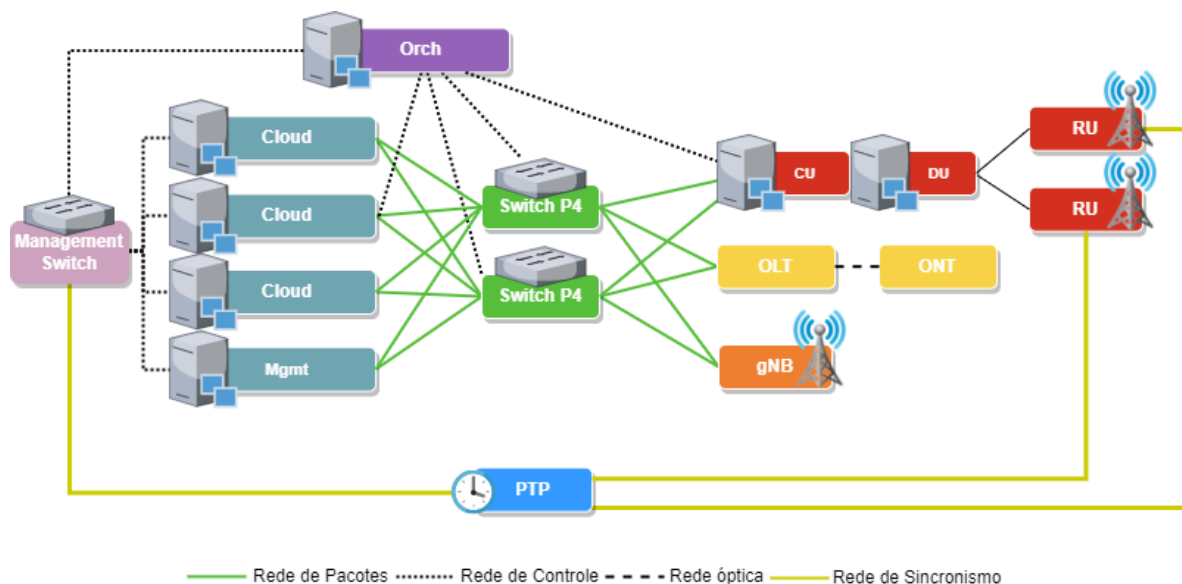 Orch
Cloud
Cloud
Cloud
Mgmt
Management
Switch
Switch P4
Switch P4
CU
DU
RU
RU
OLT
ONT
gNB
PTP
Rede de Pacotes
Rede de Controle
Rede óptica
Rede de Sincronismo